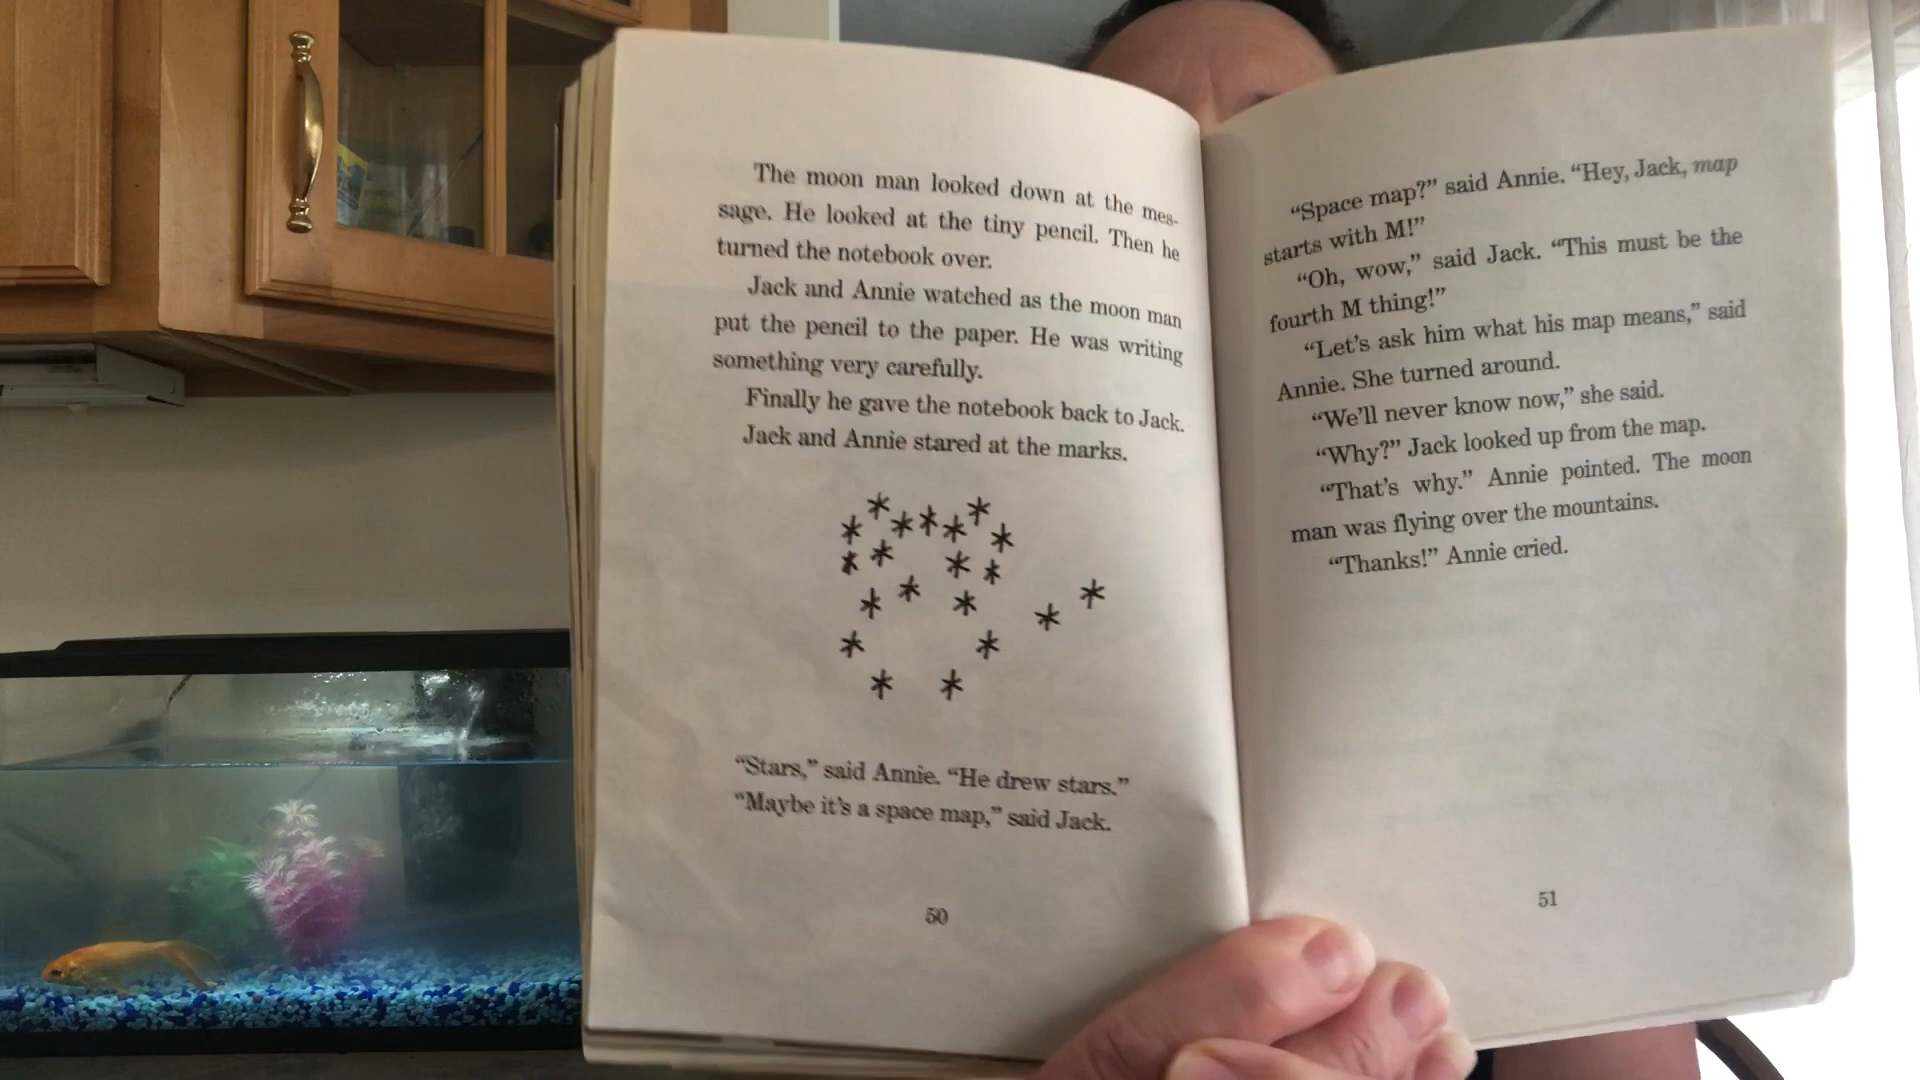 The moon man looked down at the mes-
sage. He looked at the tiny pencil. Then he
turned the notebook over.
Jack and Annie watched as the moon man
put the pencil to the paper. He was writing
something very carefully.
Finally he gave the notebook back to Jack.
Jack and Annie stared at the marks.
“Stars,” said Annie. “He drew stars.”
“Maybe it’s a space map,” said Jack.
50
“Space map?” said Annie. “Hey, Jack, map
starts with M!”
“Oh, wow,” said Jack. “This must be the
fourth M thing!”
“Let’s ask him what his map means,” said
Annie. She turned around.
“We’ll never know now,” she said.
“Why?” Jack looked up from the map.
“That’s why.” Annie pointed. The moon
man was flying over the mountains.
“Thanks!” Annie cried.
51